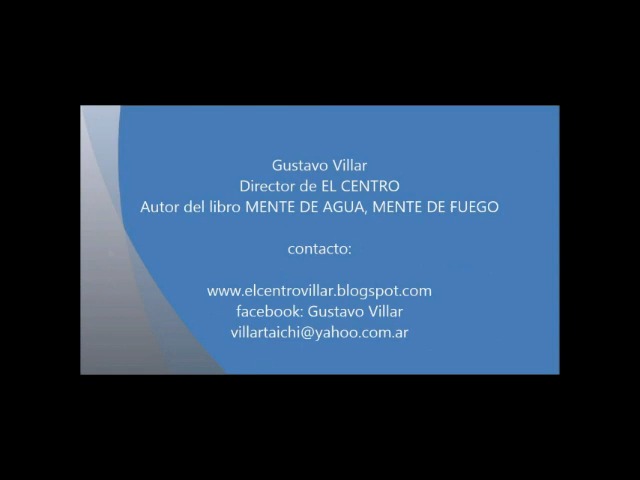 Gustavo Villar
Director de EL CENTRO
Autor del libro MENTE DE AGUA, MENTE DE FUEGO
contacto:
www.elcentrovillar.blogspot.com
facebook: Gustavo Villar
villartaichi@yahoo.com.ar